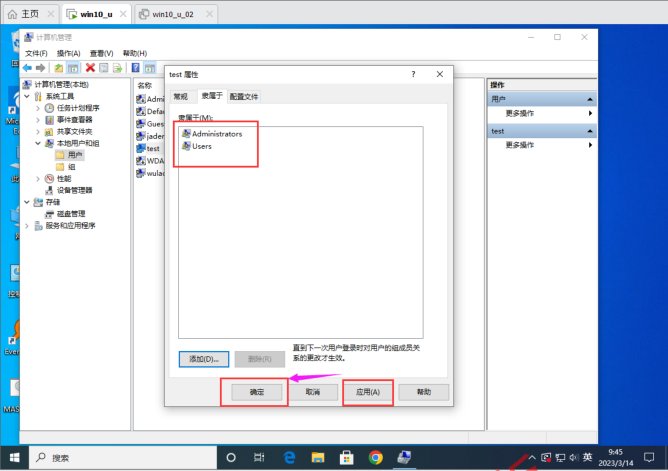 主页
win10_u
win10_u_02
计算机管理
文件(F) 操作(A) 查看(V) 帮助(H)
计算机管理(本地)
系统工具
任务计划程序
事件查看器
共享文件夹
本地用户和组
用户
组
性能
设备管理器
存储
磁盘管理
服务和应用程序
名称
Admi
Defa
Gues
jader
test
WDA
wulac
test 属性
?
常规 隶属于 配置文件
隶属于(M):
Administrators
Users
添加(D)...
删除(R)
直到下一次用户登录时对用户的组成员关
系的更改才生效。
确定
取消
应用(A)
帮助
操作
用户
更多操作
test
更多操作
Ever
MAS
搜索
英
9:45
2023/3/14